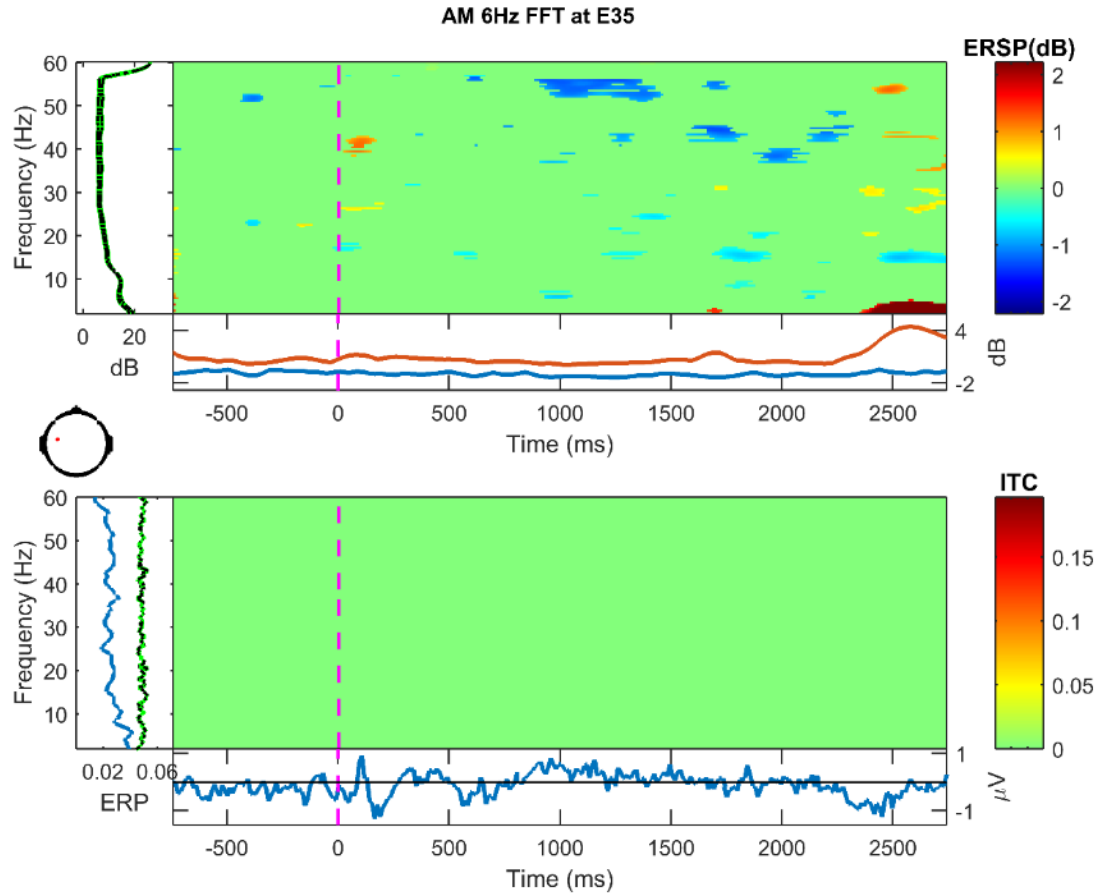 AM 6Hz FFT at E35
ERSP(dB)
60
50
40
30
20
10
Frequency (Hz)
0 20
dB
2
1
0
-1
-2
4
-2
dB
-500 0 500 1000 1500 2000 2500
Time (ms)
ITC
60
50
40
30
20
10
Frequency (Hz)
0.15
0.1
0.05
0
0.02 0.06
ERP
1
-1
μV
-500 0 500 1000 1500 2000 2500
Time (ms)